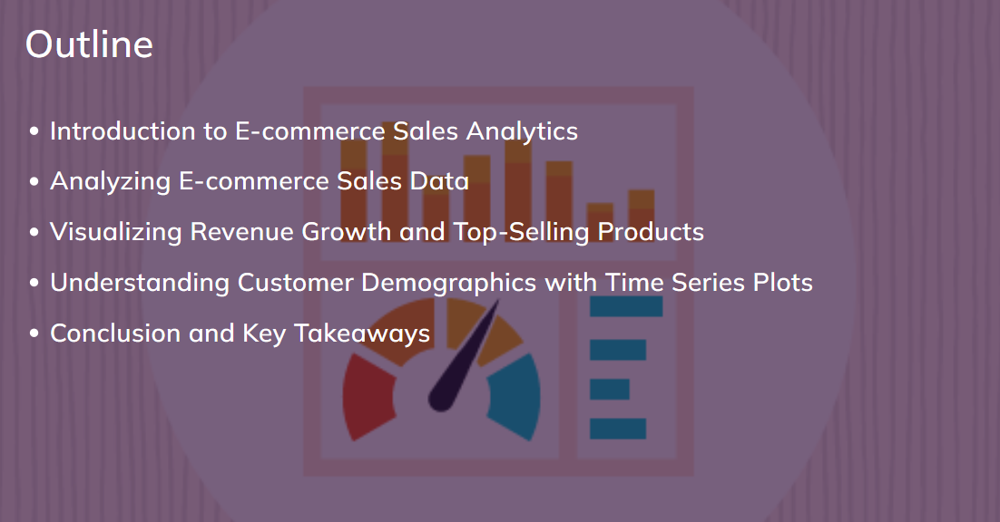 Outline
• Introduction to E-commerce Sales Analytics
• Analyzing E-commerce Sales Data
• Visualizing Revenue Growth and Top-Selling Products
• Understanding Customer Demographics with Time Series Plots
• Conclusion and Key Takeaways